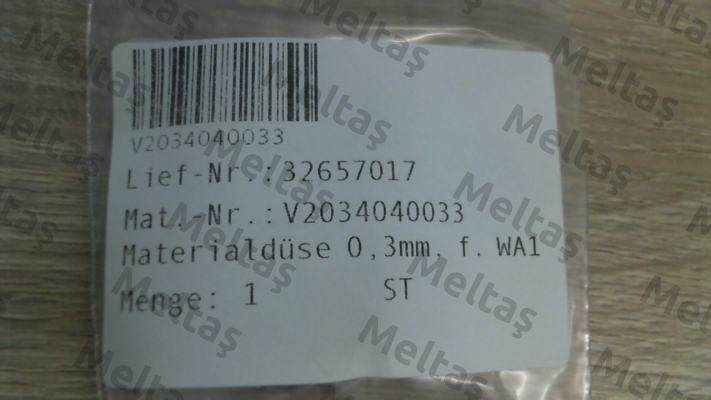 V2034040033
Lief-Nr.:32657017
Mat.-Nr.:V2034040033
Materialdüse 0,3mm, f. WA1
Menge: 1 ST
Meltaş